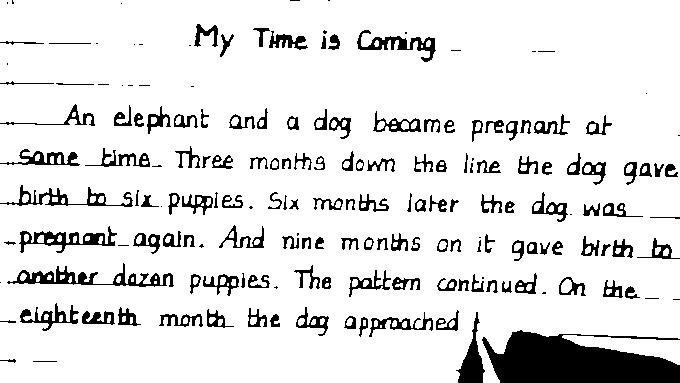 My Time is Coming
An elephant and a dog became pregnant at
same time. Three months down the line the dog gave
birth to six puppies. Six months later the dog was
pregnant again. And nine months on it gave birth to
another dozen puppies. The pattern continued. On the
eighteenth month the dog approached t